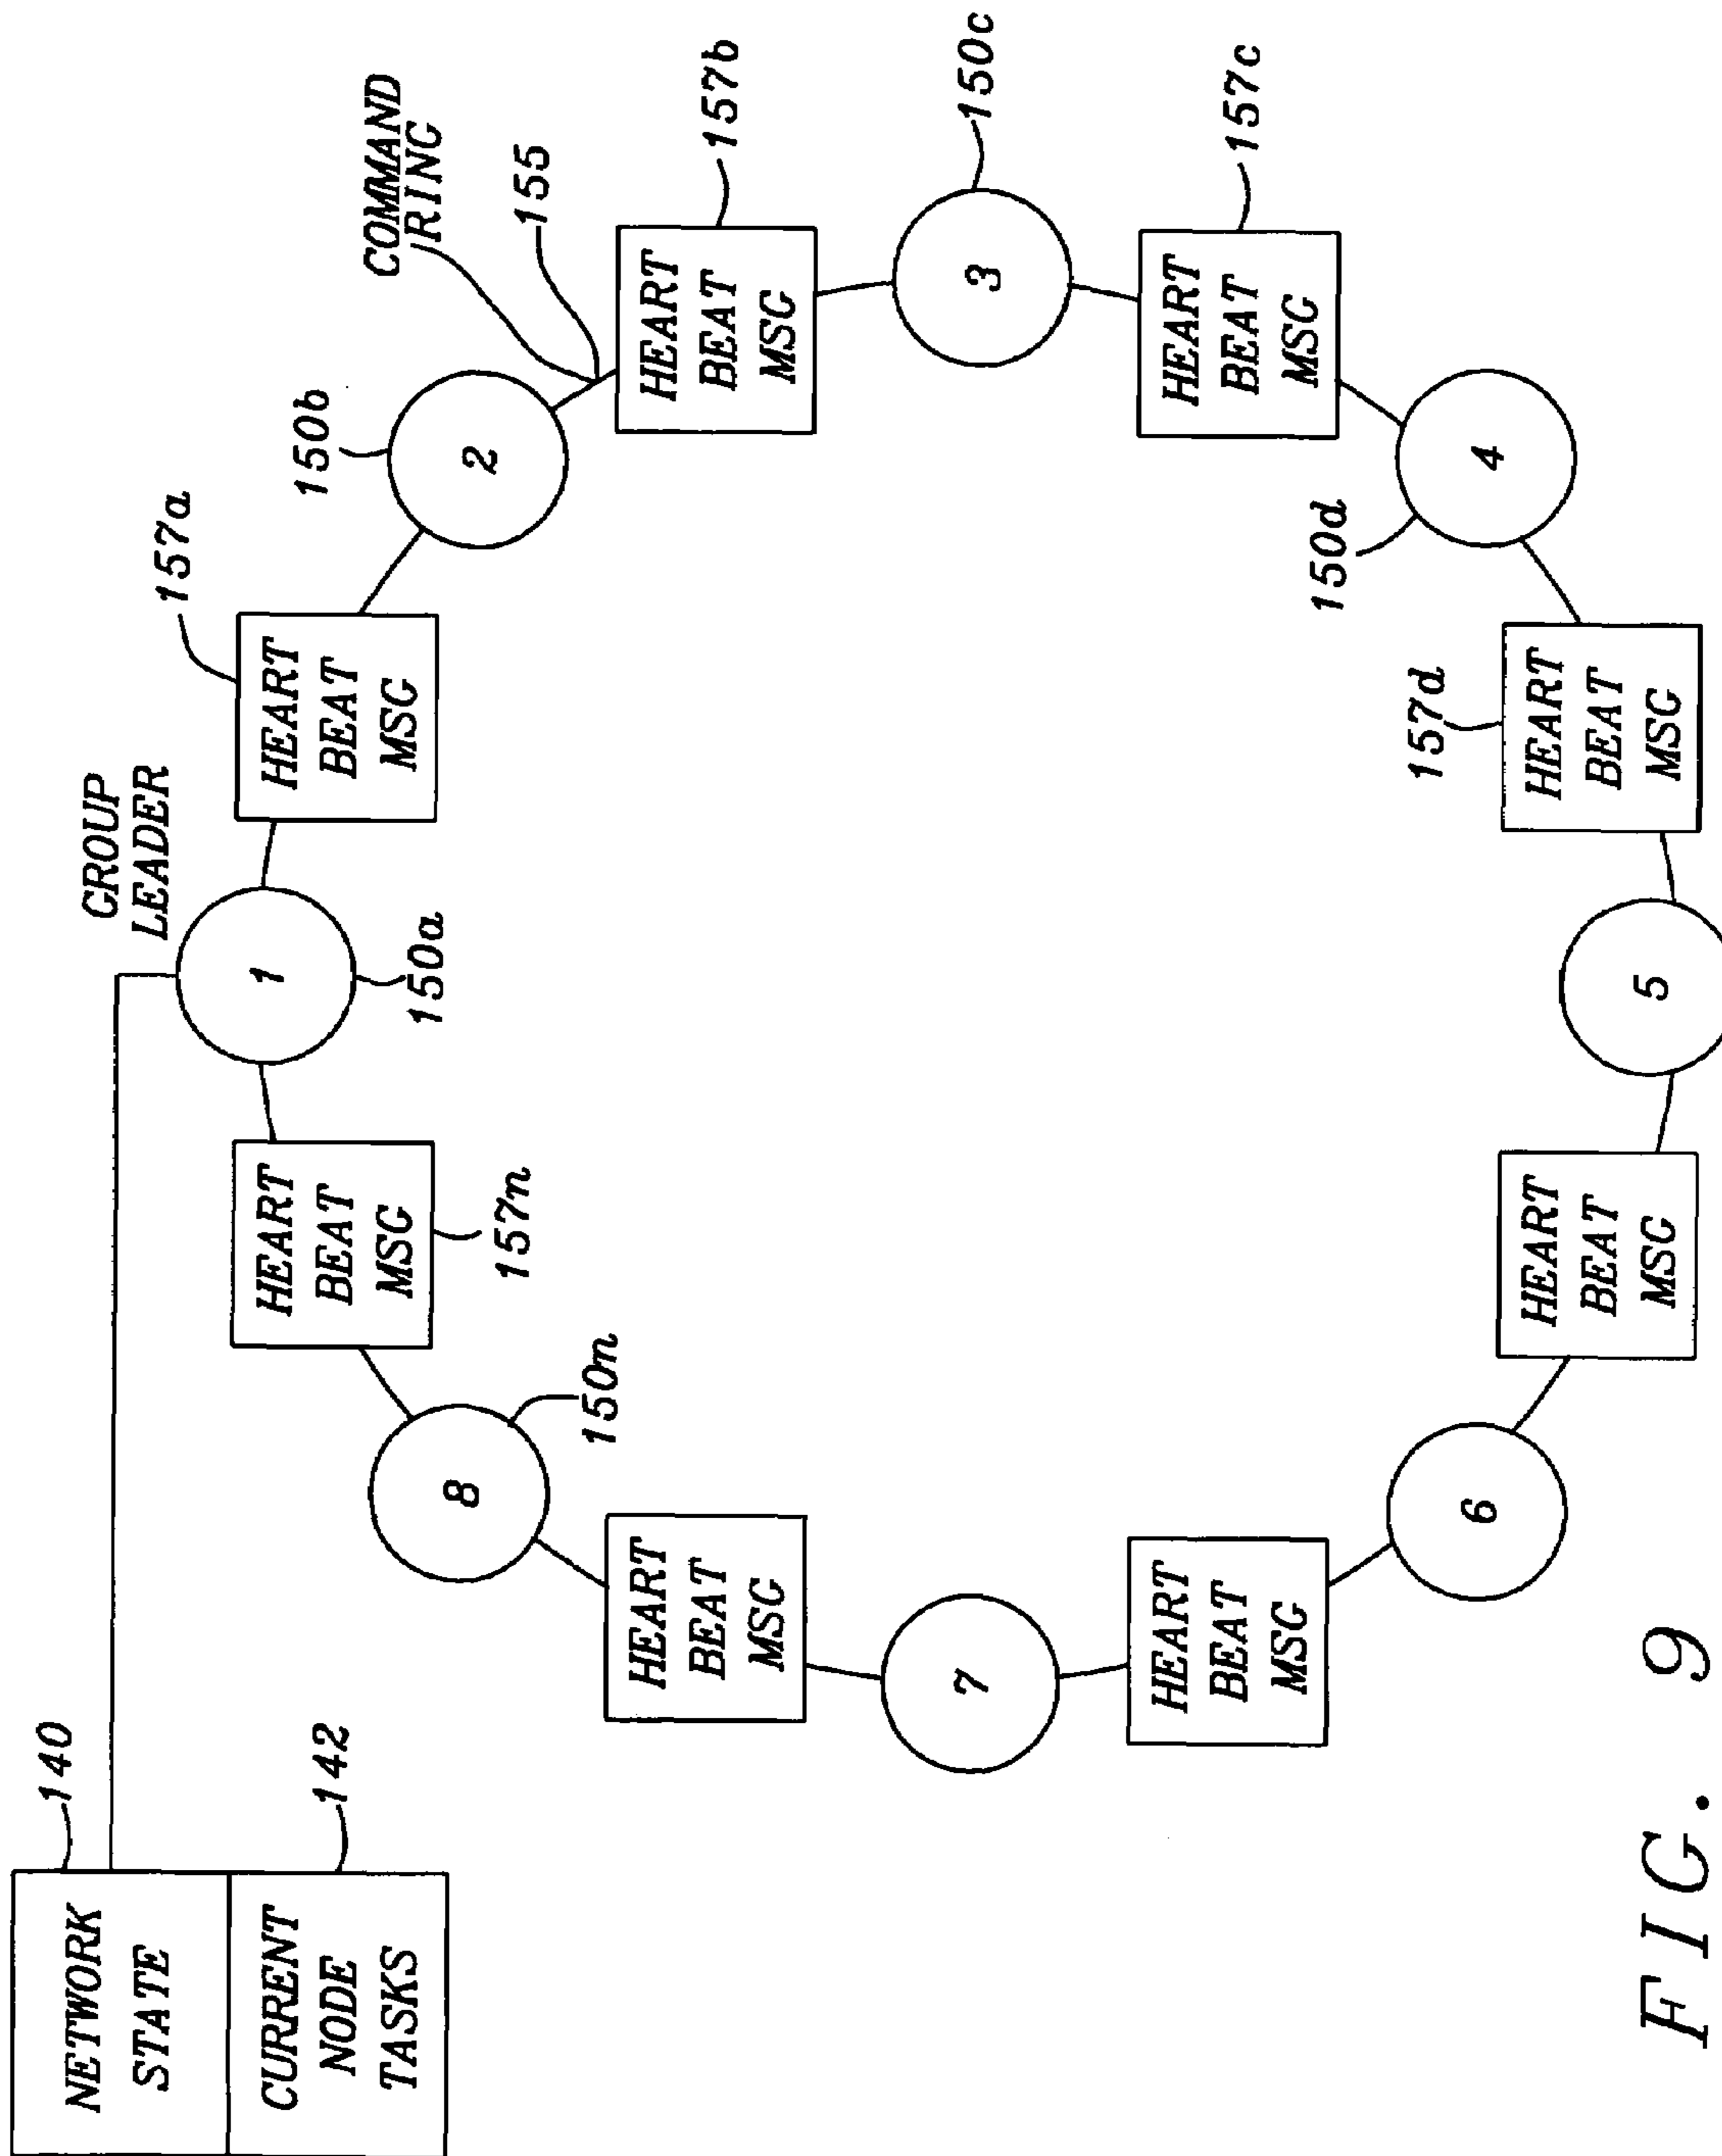 NETWORK
STATE
140
CURRENT
NODE
TASKS
142
GROUP
LEADER
1
150a
HEART
BEAT
MSG
157a
2
150b
COMMAND
RING
155
HEART
BEAT
MSG
157b
3
150c
HEART
BEAT
MSG
157c
4
150d
HEART
BEAT
MSG
157d
5
HEART
BEAT
MSG
6
HEART
BEAT
MSG
7
HEART
BEAT
MSG
8
150n
HEART
BEAT
MSG
157n
FIG. 9